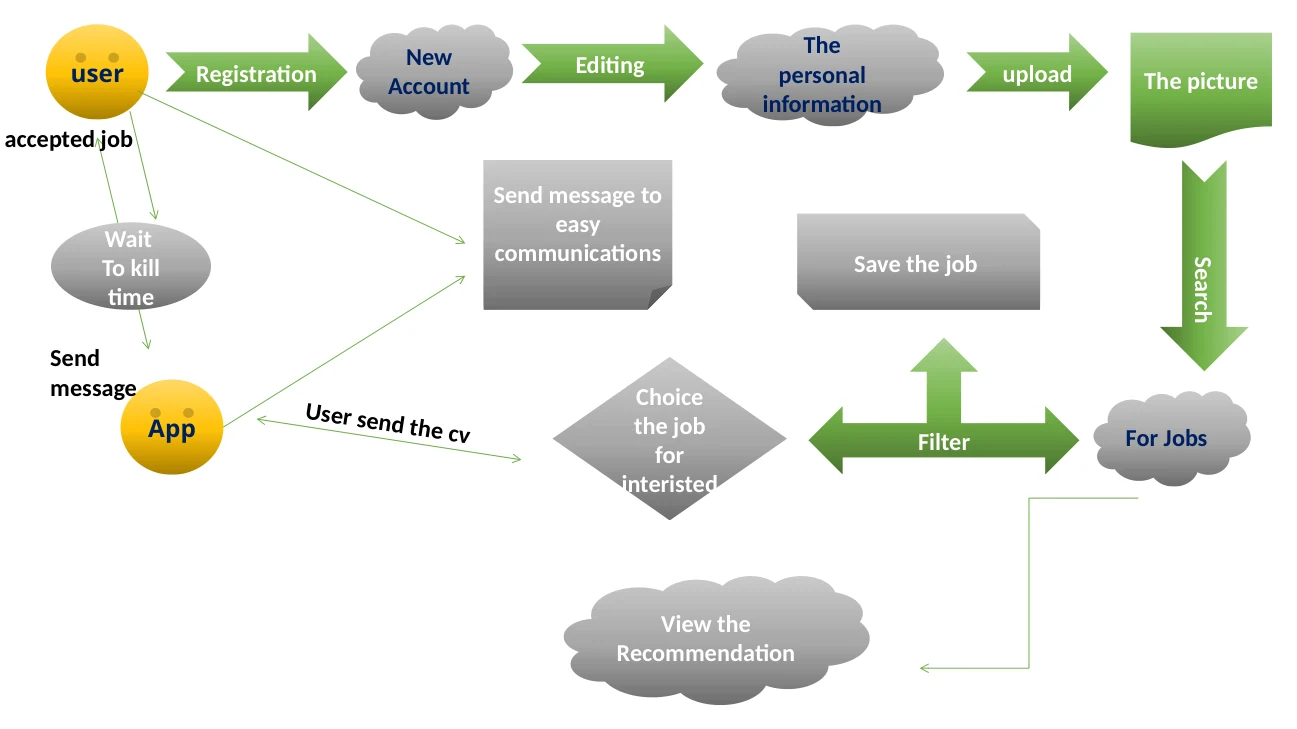 user
Registration
New
Account
Editing
The
personal
information
upload
The picture
accepted job
Send message to
easy
communications
Wait
To kill
time
Save the job
Search
Send
message
App
User send the cv
Choice
the job
for
interisted
Filter
For Jobs
View the
Recommendation